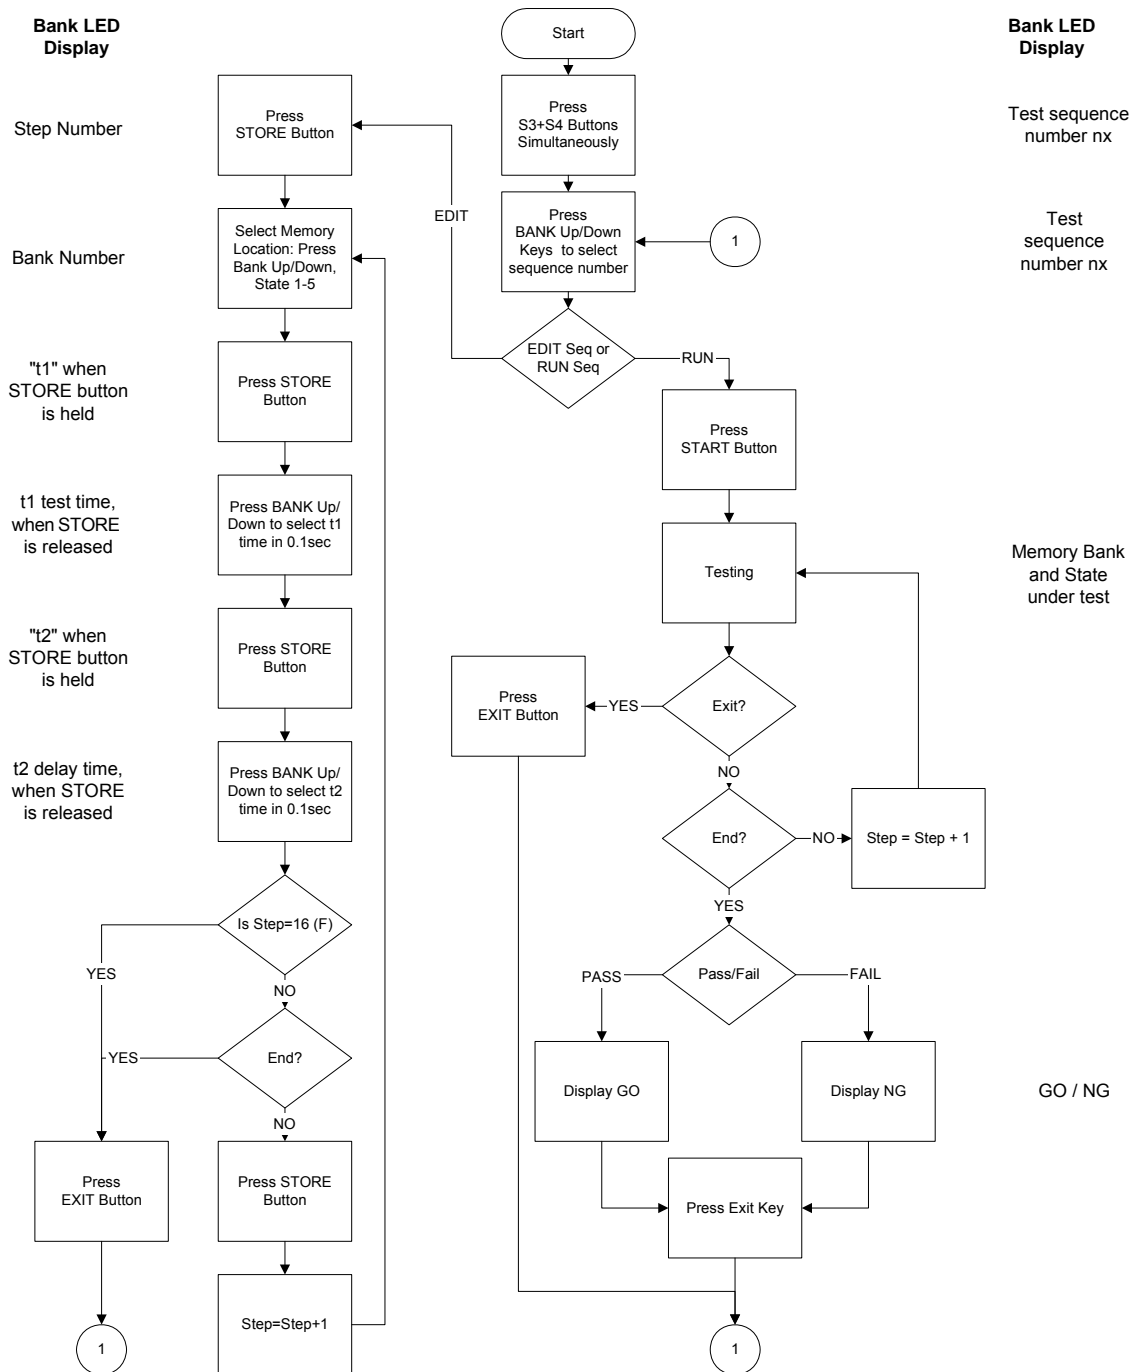 Bank LED
Display
Start
Bank LED
Display
Step Number
Press
STORE Button
Press
S3+S4 Buttons
Simultaneously
Test sequence
number nx
EDIT
Bank Number
Select Memory
Location: Press
Bank Up/Down,
State 1-5
Press
BANK Up/Down
Keys to select
sequence number
1
Test
sequence
number nx
"t1" when
STORE button
is held
Press STORE
Button
EDIT Seq or
RUN Seq
RUN
Press
START Button
t1 test time,
when STORE
is released
Press BANK Up/
Down to select t1
time in 0.1sec
Testing
Memory Bank
and State
under test
"t2" when
STORE button
is held
Press STORE
Button
Press
EXIT Button
YES
Exit?
NO
t2 delay time,
when STORE
is released
Press BANK Up/
Down to select t2
time in 0.1sec
End?
NO
Step = Step + 1
YES
Is Step=16 (F)
YES
NO
Pass/Fail
PASS
FAIL
End?
YES
NO
Display GO
Display NG
GO / NG
Press
EXIT Button
Press STORE
Button
Press Exit Key
Step=Step+1
1
1